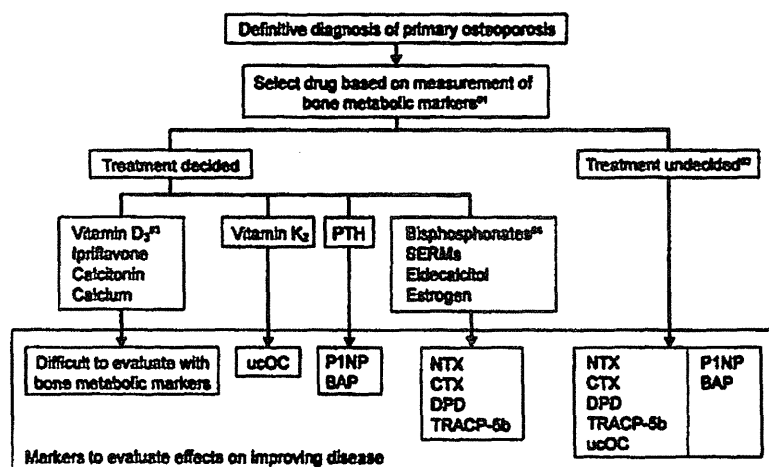 Definitive diagnosis of primary osteoporosis
Select drug based on measurement of
bone metabolic markers
Treatment decided
Treatment undecided
Vitamin D₃
Ipriflavone
Calcitonin
Calcium
Vitamin K₂
PTH
Bisphosphonates
SERMs
Eldecalcitol
Estrogen
Difficult to evaluate with
bone metabolic markers
ucOC
P1NP
BAP
NTX
CTX
DPD
TRACP-5b
NTX
CTX
DPD
TRACP-5b
ucOC
P1NP
BAP
Markers to evaluate effects on improving disease